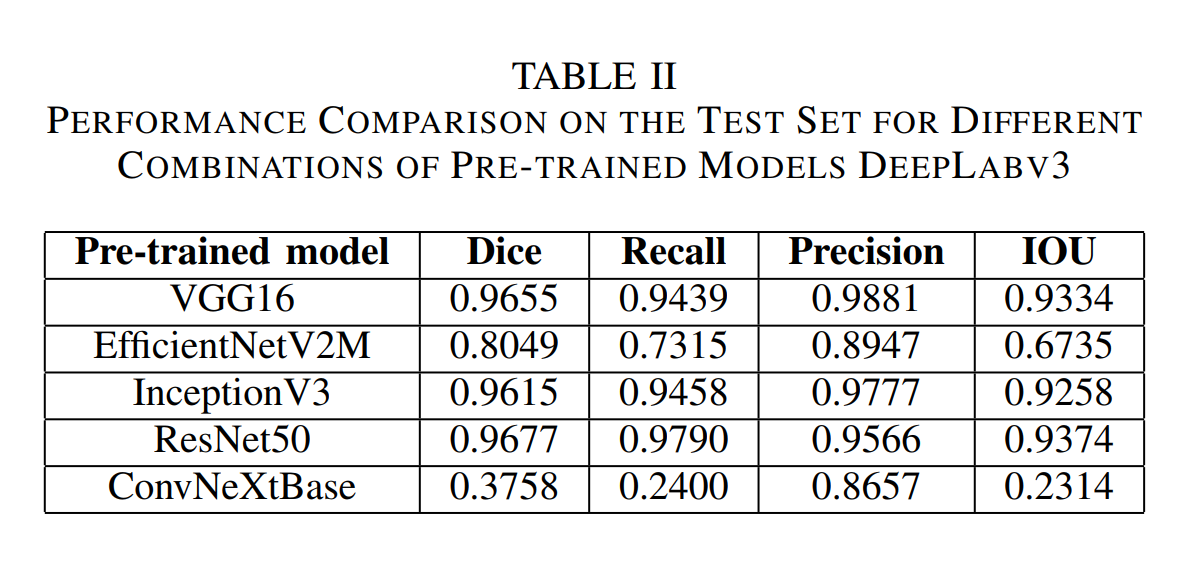 TABLE II
PERFORMANCE COMPARISON ON THE TEST SET FOR DIFFERENT
COMBINATIONS OF PRE-TRAINED MODELS DEEPLABV3
Pre-trained model Dice Recall Precision IOU
VGG16 0.9655 0.9439 0.9881 0.9334
EfficientNetV2M 0.8049 0.7315 0.8947 0.6735
InceptionV3 0.9615 0.9458 0.9777 0.9258
ResNet50 0.9677 0.9790 0.9566 0.9374
ConvNeXtBase 0.3758 0.2400 0.8657 0.2314